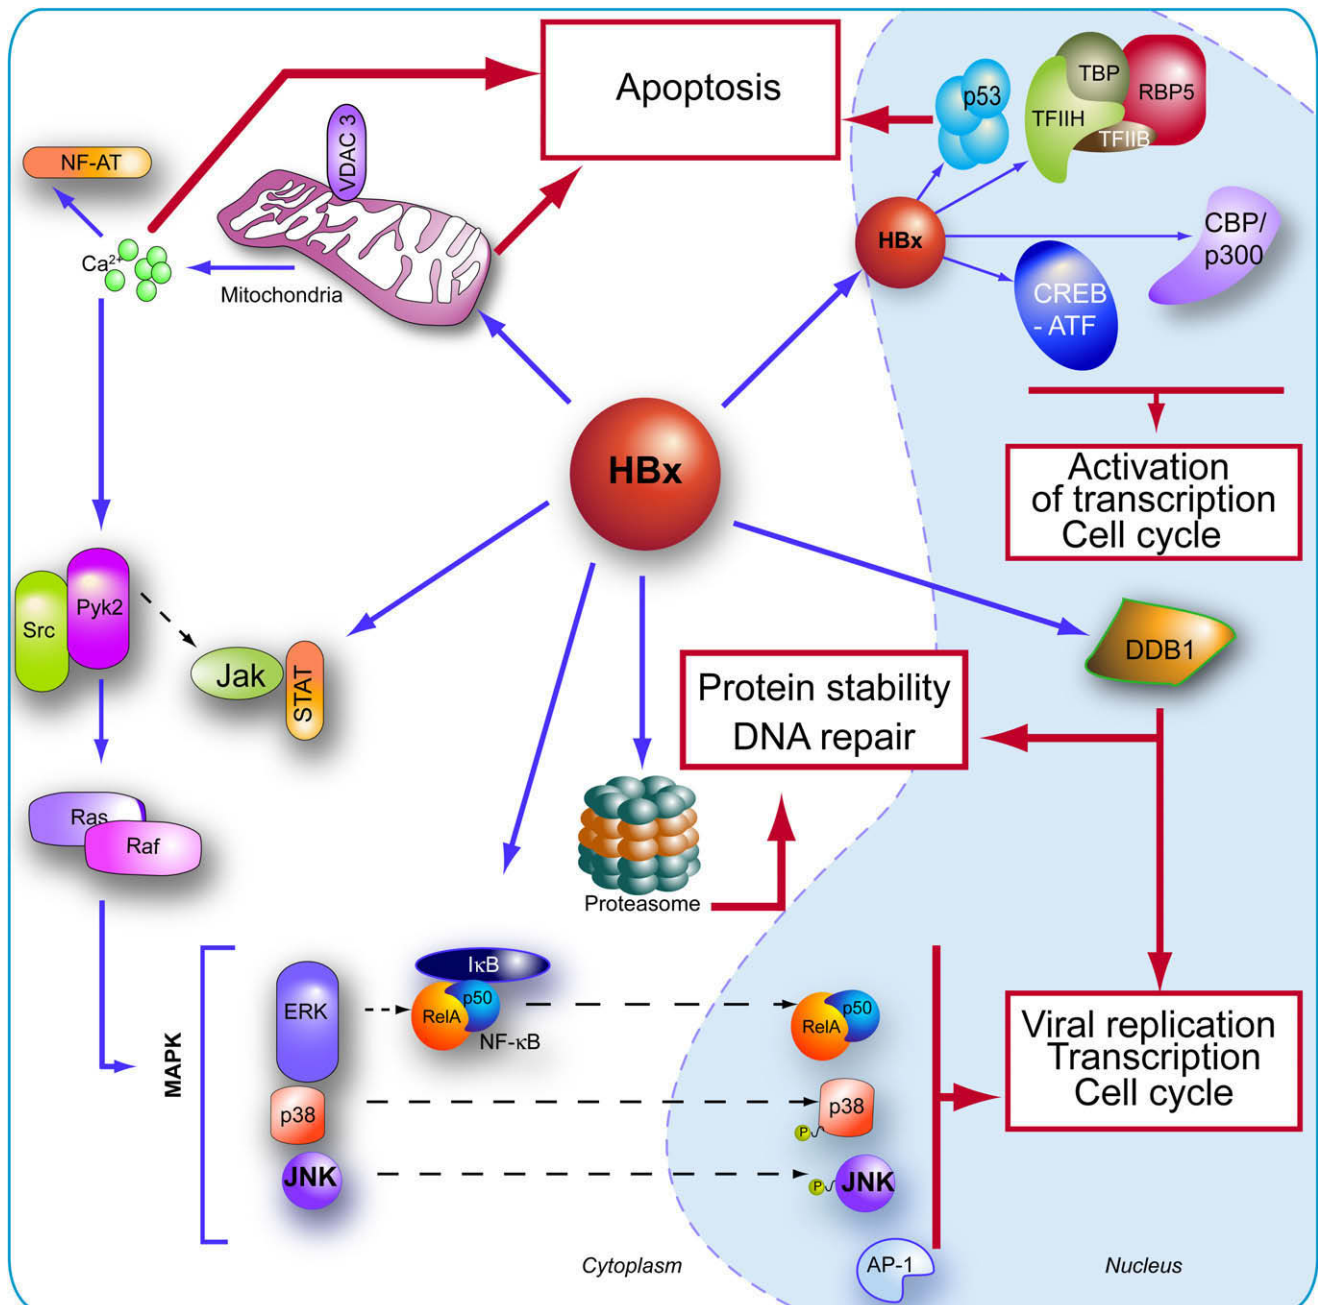 Apoptosis
p53
TBP
RBP5
TFIIH
TFIIB
VDAC 3
NF-AT
Ca²⁺
Mitochondria
HBx
CBP/
p300
CREB
- ATF
HBx
Activation
of transcription
Cell cycle
Src
Pyk2
Jak
STAT
DDB1
Protein stability
DNA repair
Ras
Raf
Proteasome
MAPK
ERK
IκB
RelA
p50
NF-κB
RelA
p50
Viral replication
Transcription
Cell cycle
p38
p38
P
JNK
P
JNK
AP-1
Cytoplasm
Nucleus